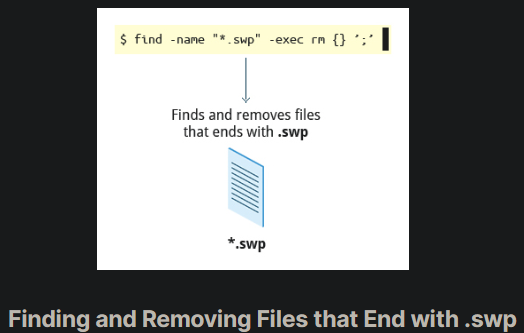 $ find -name "*.swp" -exec rm {} ’;’
Finds and removes files
that ends with .swp
*.swp
Finding and Removing Files that End with .swp